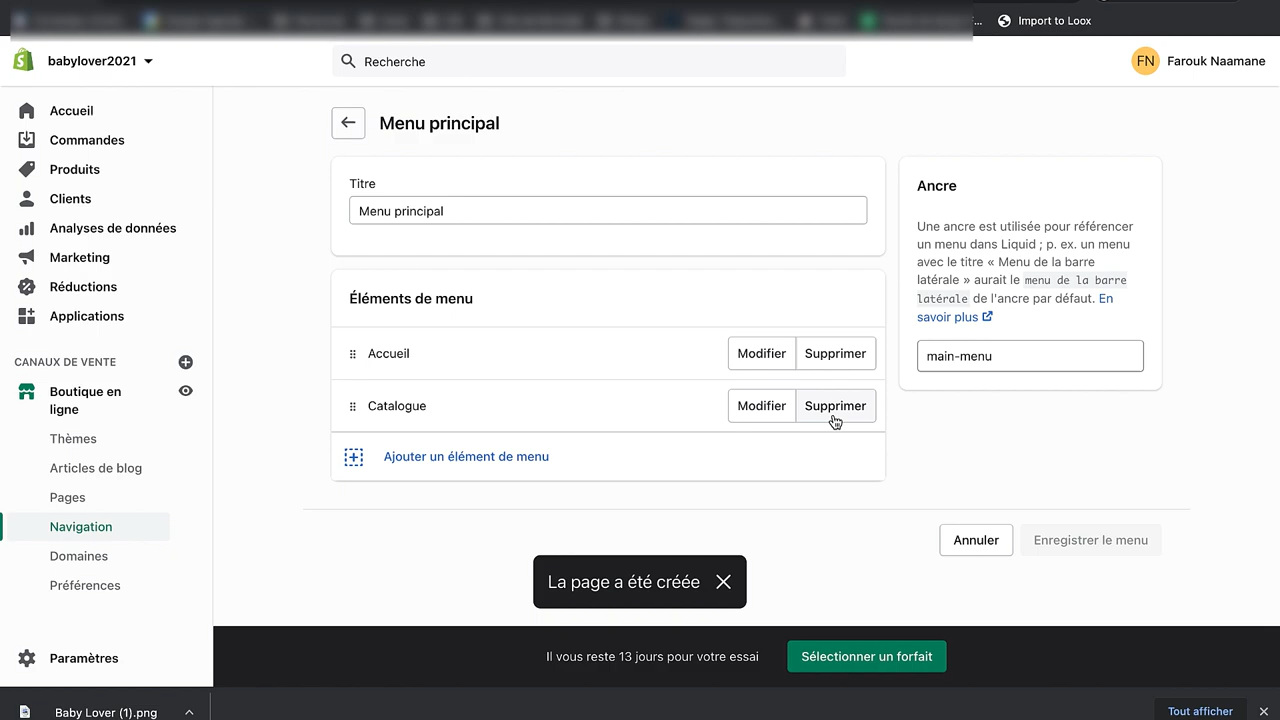 ... Import to Loox
babylover2021
Recherche
FN Farouk Naamane
Accueil
Commandes
Produits
Clients
Analyses de données
Marketing
Réductions
Applications
CANAUX DE VENTE
Boutique en
ligne
Thèmes
Articles de blog
Pages
Navigation
Domaines
Préférences
Paramètres
Menu principal
Titre
Menu principal
Éléments de menu
Accueil Modifier Supprimer
Catalogue Modifier Supprimer
Ajouter un élément de menu
Ancre
Une ancre est utilisée pour référencer
un menu dans Liquid ; p. ex. un menu
avec le titre « Menu de la barre
latérale » aurait le menu de la barre
latérale de l'ancre par défaut. En
savoir plus
main-menu
Annuler Enregistrer le menu
La page a été créée
Il vous reste 13 jours pour votre essai Sélectionner un forfait
Baby Lover (1).png
Tout afficher